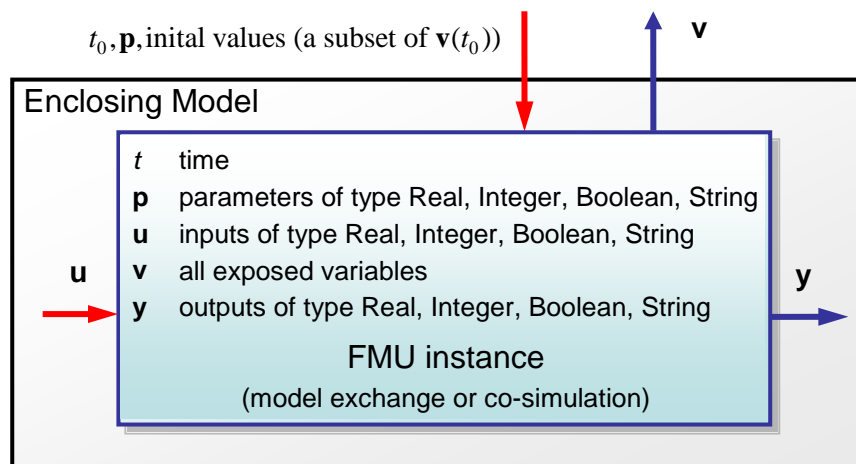 t0,p,inital values (a subset of v(t0))
v
Enclosing Model
t time
p parameters of type Real, Integer, Boolean, String
u inputs of type Real, Integer, Boolean, String
u
v all exposed variables
y
y outputs of type Real, Integer, Boolean, String
FMU instance
(model exchange or co-simulation)